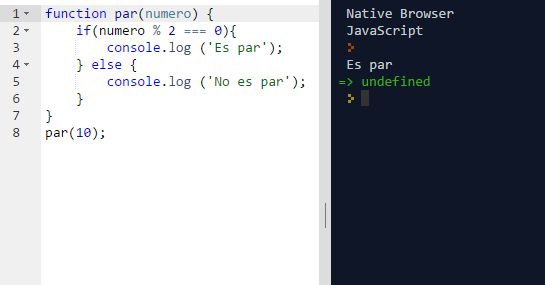 1 function par(numero) {
2 if(numero % 2 === 0){
3 console.log ('Es par');
4 } else {
5 console.log ('No es par');
6 }
7 }
8 par(10);
Native Browser
JavaScript
Es par
=> undefined